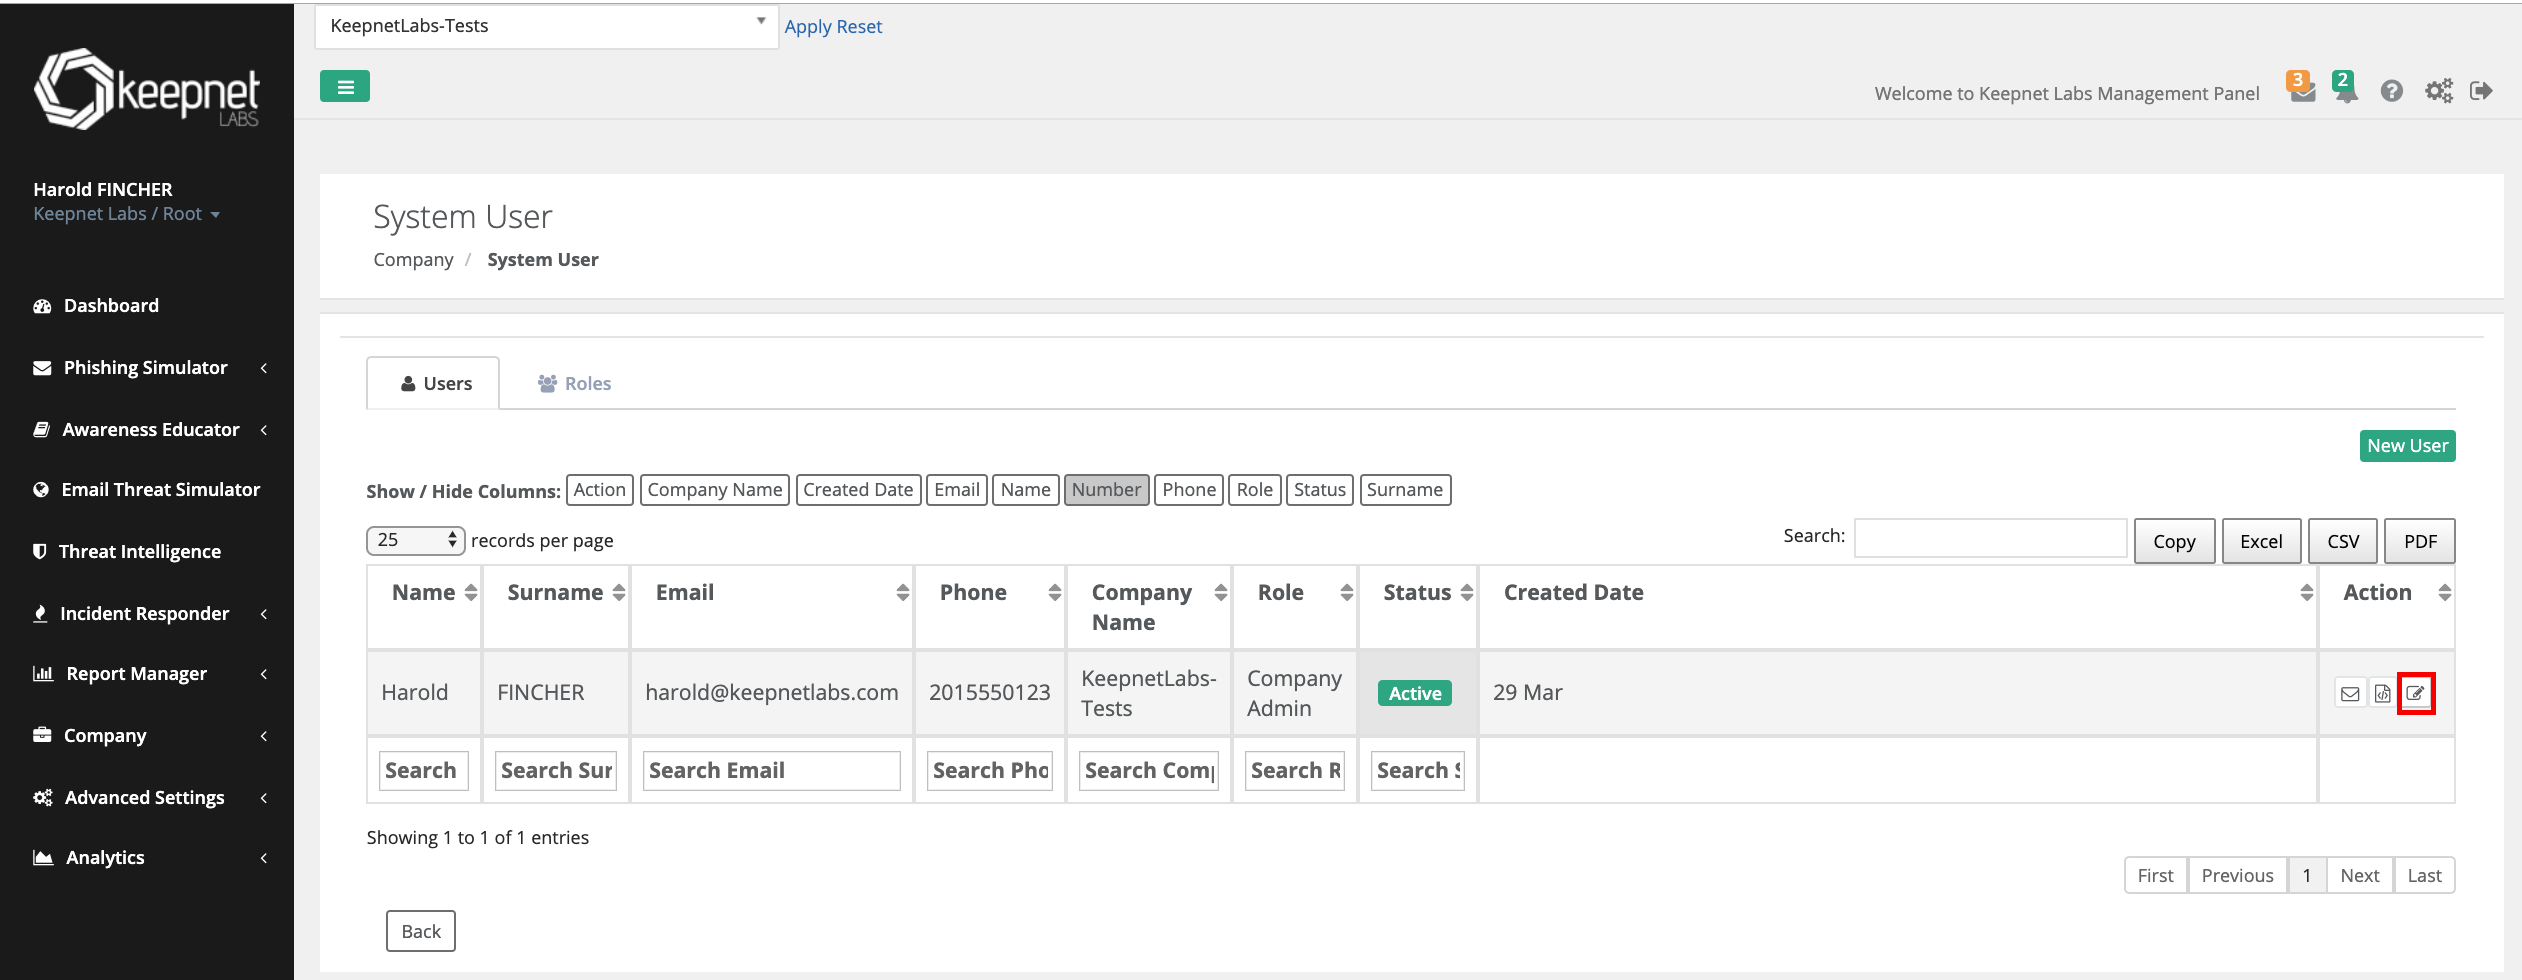 KeepnetLabs-Tests
Apply Reset
keepnet
LABS
Welcome to Keepnet Labs Management Panel
3
2
Harold FINCHER
Keepnet Labs / Root
Dashboard
Phishing Simulator
Awareness Educator
Email Threat Simulator
Threat Intelligence
Incident Responder
Report Manager
Company
Advanced Settings
Analytics
System User
Company / System User
Users
Roles
New User
Show / Hide Columns: Action Company Name Created Date Email Name Number Phone Role Status Surname
25 records per page
Search:
Copy Excel CSV PDF
Name Surname Email Phone Company Name Role Status Created Date Action
Harold FINCHER harold@keepnetlabs.com 2015550123 KeepnetLabs-Tests Company Admin Active 29 Mar
Search Search Sur Search Email Search Pho Search Comp Search R Search S
Showing 1 to 1 of 1 entries
First Previous 1 Next Last
Back